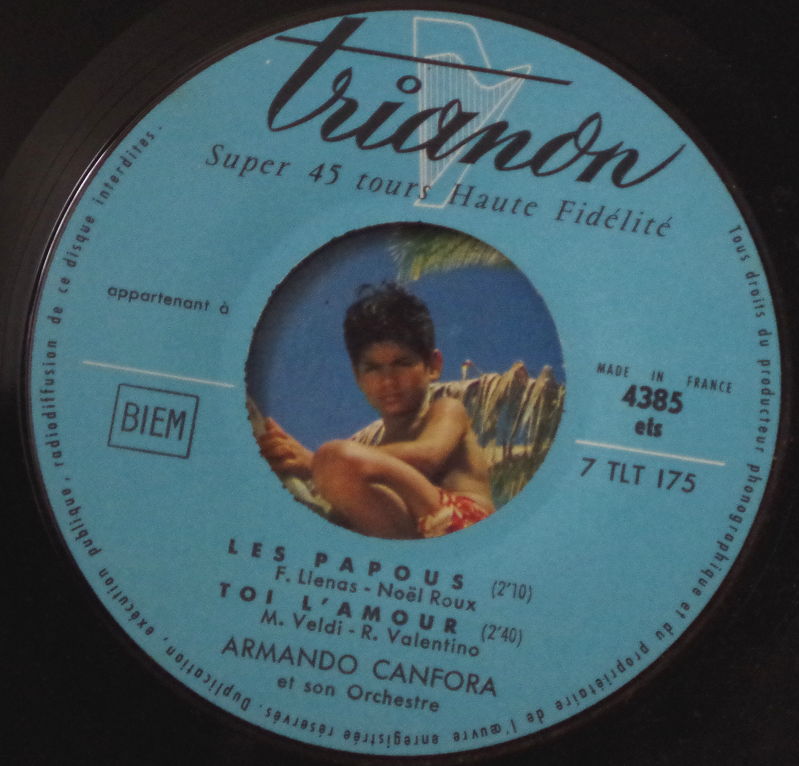 trianon
Super 45 tours Haute Fidélité
appartenant à
BIEM
MADE IN FRANCE
4385
els
7 TLT 175
LES PAPOUS (2'10)
F. Llenas - Noël Roux
TOI L'AMOUR (2'40)
M. Veldi - R. Valentino
ARMANDO CANFORA
et son Orchestre
Tous droits du producteur phonographique et du propriétaire de l'œuvre enregistrée réservés. Duplication, exécution publique, radiodiffusion de ce disque interdites.